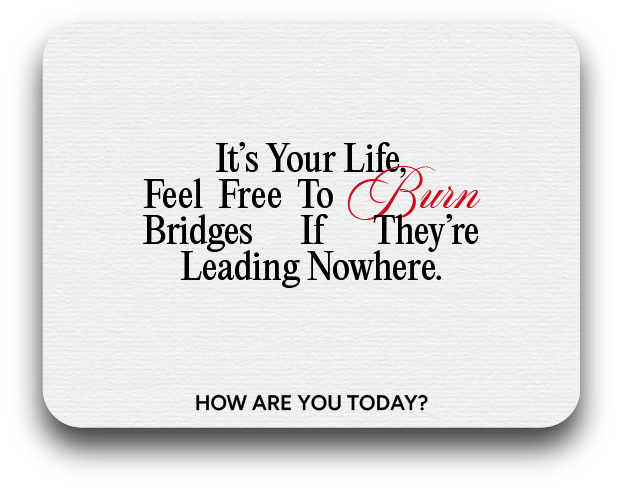 It’s Your Life,
Feel Free To Burn
Bridges If They’re
Leading Nowhere.
HOW ARE YOU TODAY?